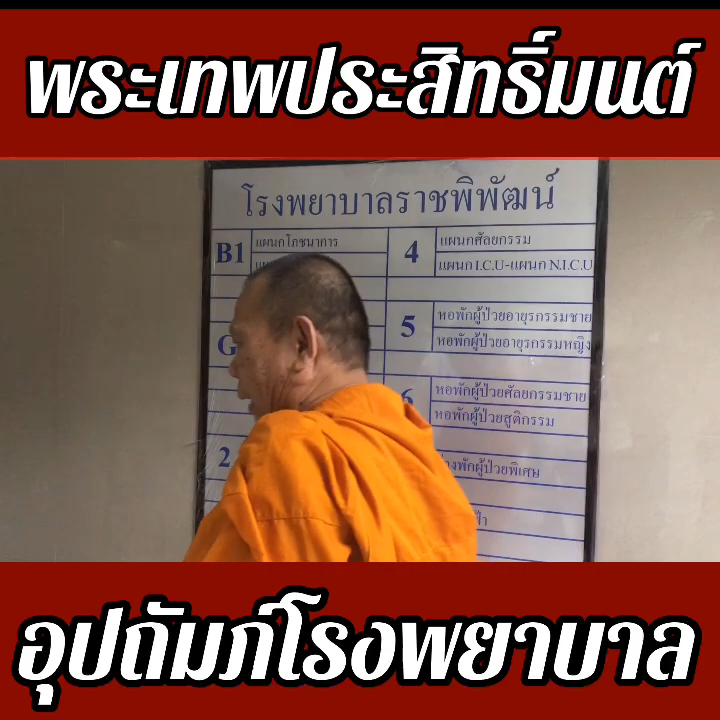 พระเทพประสิทธิ์มนต์
โรงพยาบาลราชพิพัฒน์
B1
แผนกโภชนาการ
4
แผนกศัลยกรรม
แผนก I.C.U-แผนก N.I.C.U
G
5
หอพักผู้ป่วยอายุรกรรมชาย
หอพักผู้ป่วยอายุรกรรมหญิง
6
หอพักผู้ป่วยศัลยกรรมชาย
หอพักผู้ป่วยสูติกรรม
2
อุปถัมภ์โรงพยาบาล